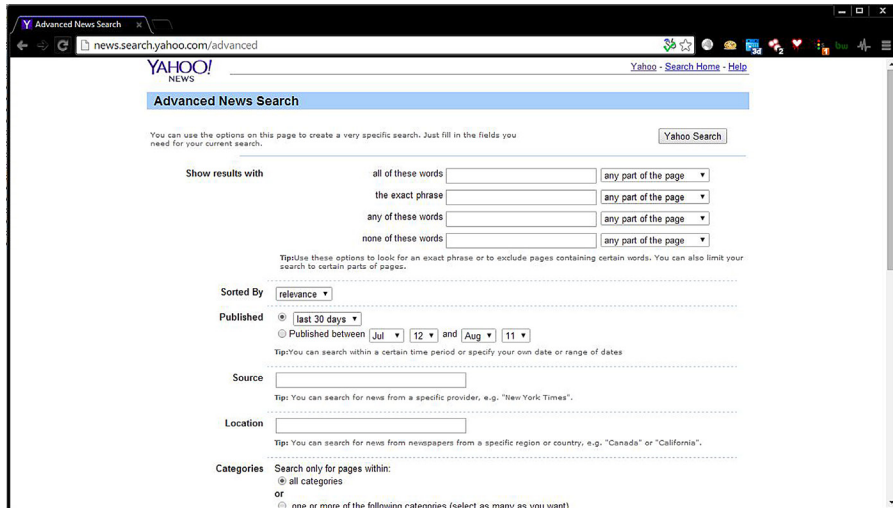 Advanced News Search
news.search.yahoo.com/advanced
3d
2
1
bw
YAHOO!
NEWS
Yahoo - Search Home - Help
Advanced News Search
You can use the options on this page to create a very specific search. Just fill in the fields you
need for your current search.
Yahoo Search
Show results with
all of these words
any part of the page
the exact phrase
any part of the page
any of these words
any part of the page
none of these words
any part of the page
Tip:Use these options to look for an exact phrase or to exclude pages containing certain words. You can also limit your
search to certain parts of pages.
Sorted By
relevance
Published
last 30 days
Published between Jul 12 and Aug 11
Tip:You can search within a certain time period or specify your own date or range of dates
Source
Tip: You can search for news from a specific provider, e.g. "New York Times".
Location
Tip: You can search for news from newspapers from a specific region or country, e.g. "Canada" or "California".
Categories
Search only for pages within:
all categories
or
one or more of the following categories (select as many as you want)